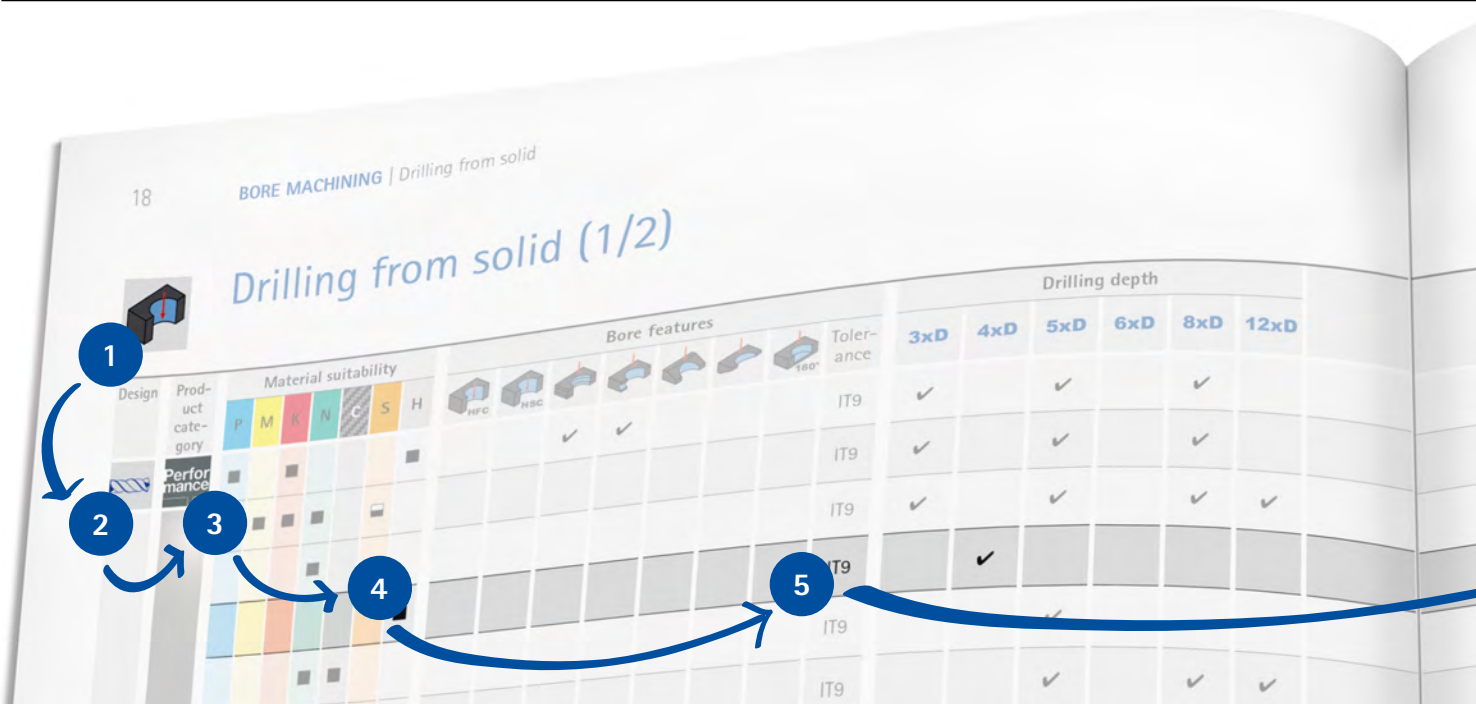 18
BORE MACHINING | Drilling from solid
Drilling from solid (1/2)
1
Design
Prod-
uct
cate-
gory
Material suitability
P M K N C S H
Bore features
HFC HSC 180°
Toler-
ance
Drilling depth
3xD 4xD 5xD 6xD 8xD 12xD
Perfor
mance
IT9 ✔ ✔ ✔
IT9 ✔ ✔ ✔
IT9 ✔ ✔ ✔ ✔
2
3
4
5
IT9 ✔
IT9 ✔
IT9 ✔ ✔ ✔